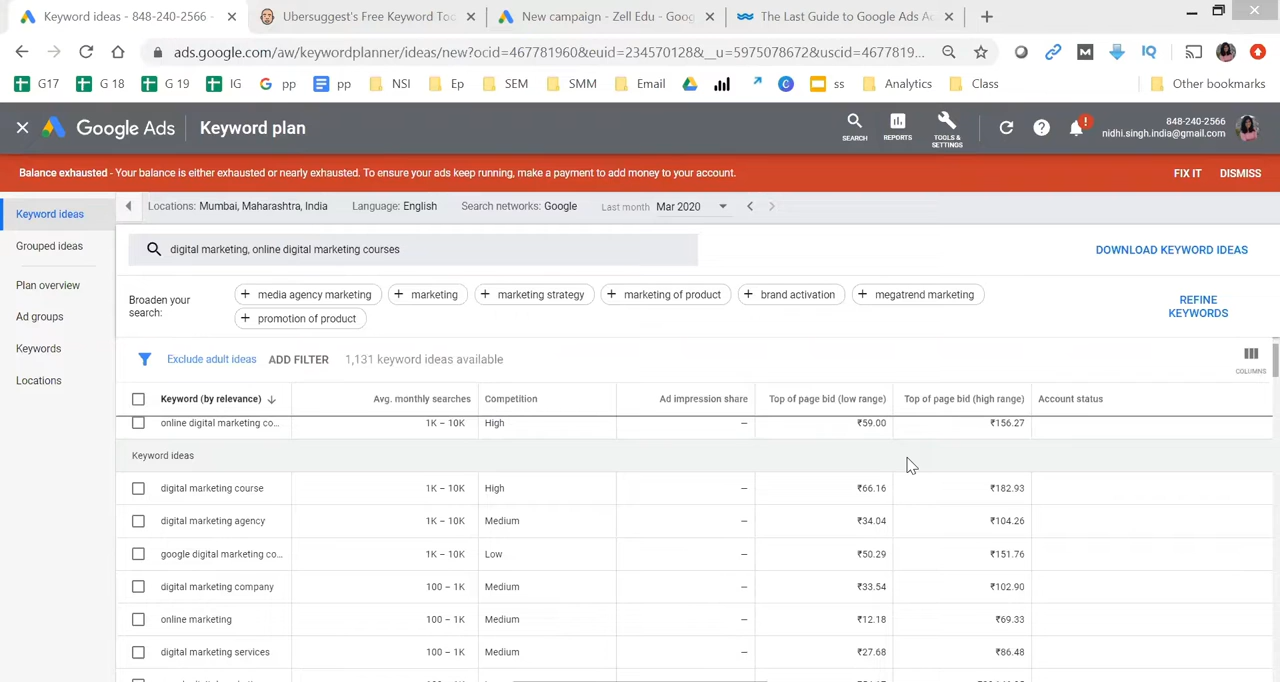 Keyword ideas - 848-240-2566 -
Ubersuggest's Free Keyword Too
New campaign - Zell Edu - Goog
The Last Guide to Google Ads Ac
ads.google.com/aw/keywordplanner/ideas/new?ocid=467781960&euid=234570128&__u=5975078672&uscid=4677819...
G17 G 18 G 19 IG pp pp NSI Ep SEM SMM Email ss Analytics Class Other bookmarks
Google Ads Keyword plan
SEARCH
REPORTS
TOOLS & SETTINGS
848-240-2566
nidhi.singh.india@gmail.com
Balance exhausted - Your balance is either exhausted or nearly exhausted. To ensure your ads keep running, make a payment to add money to your account. FIX IT DISMISS
Keyword ideas
Grouped ideas
Plan overview
Ad groups
Keywords
Locations
Locations: Mumbai, Maharashtra, India Language: English Search networks: Google Last month Mar 2020
digital marketing, online digital marketing courses
DOWNLOAD KEYWORD IDEAS
Broaden your search:
+ media agency marketing + marketing + marketing strategy + marketing of product + brand activation + megatrend marketing
+ promotion of product
REFINE KEYWORDS
Exclude adult ideas ADD FILTER 1,131 keyword ideas available
COLUMNS
Keyword (by relevance) Avg. monthly searches Competition Ad impression share Top of page bid (low range) Top of page bid (high range) Account status
online digital marketing co... 1K – 10K High – ₹59.00 ₹156.27
Keyword ideas
digital marketing course 1K – 10K High – ₹66.16 ₹182.93
digital marketing agency 1K – 10K Medium – ₹34.04 ₹104.26
google digital marketing co... 1K – 10K Low – ₹50.29 ₹151.76
digital marketing company 100 – 1K Medium – ₹33.54 ₹102.90
online marketing 100 – 1K Medium – ₹12.18 ₹69.33
digital marketing services 100 – 1K Medium – ₹27.68 ₹86.48